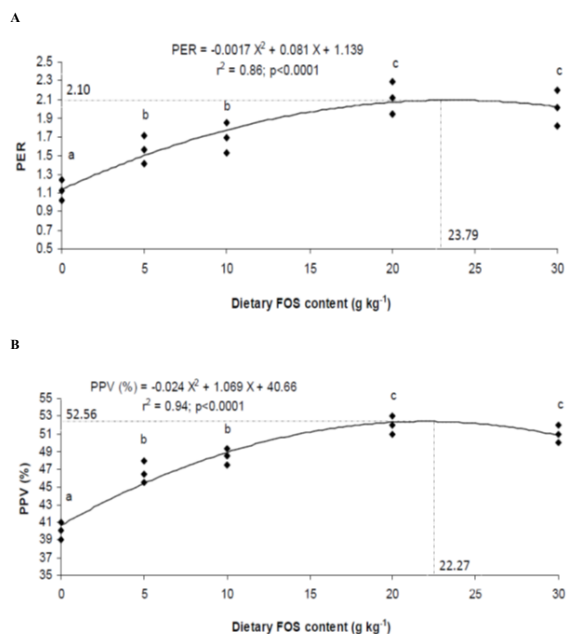 A
PER = -0.0017 X² + 0.081 X + 1.139
r² = 0.86; p<0.0001
2.5
2.3
2.1
1.9
1.7
1.5
1.3
1.1
0.9
0.7
0.5
PER
2.10
a
b
b
c
c
23.79
0 5 10 15 20 25 30
Dietary FOS content (g kg⁻¹)
B
PPV (%) = -0.024 X² + 1.069 X + 40.66
r² = 0.94; p<0.0001
55
53
51
49
47
45
43
41
39
37
35
PPV (%)
52.56
a
b
b
c
c
22.27
0 5 10 15 20 25 30
Dietary FOS content (g kg⁻¹)